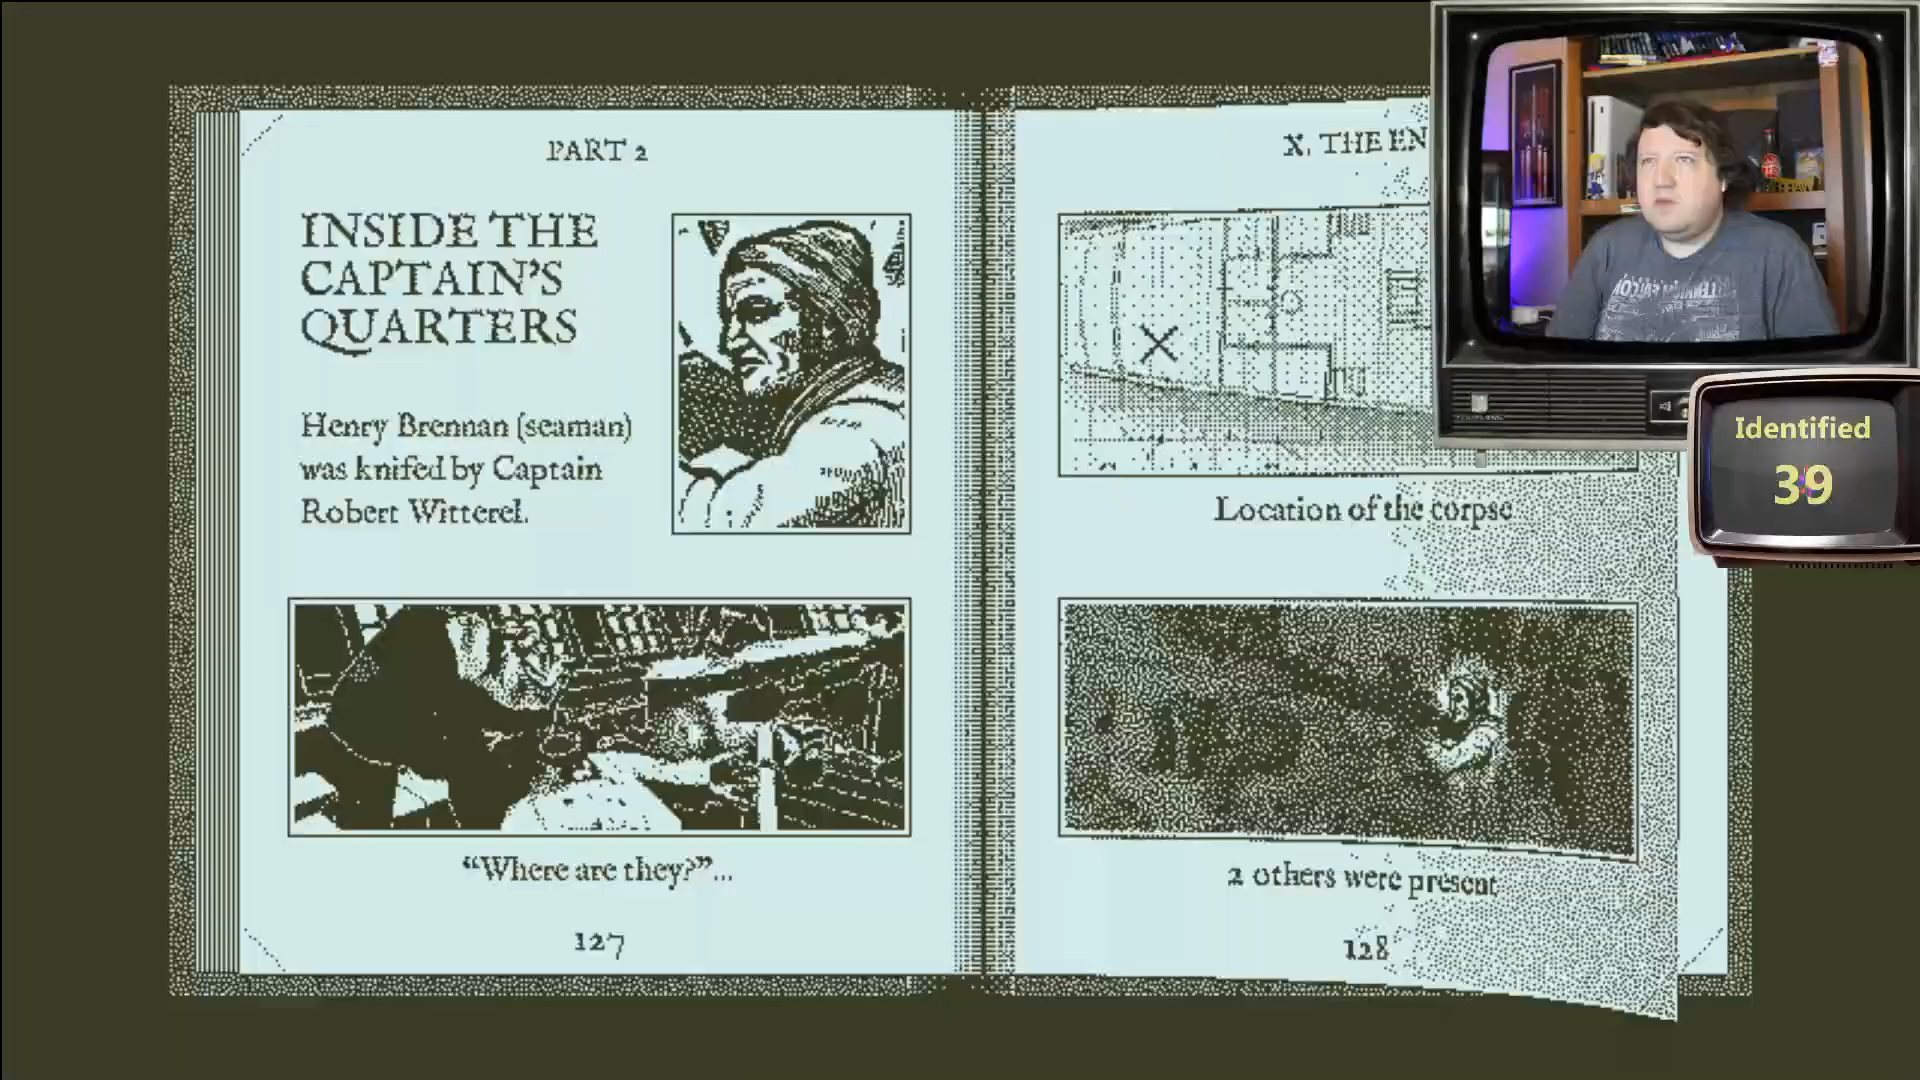 PART 2
INSIDE THE
CAPTAIN'S
QUARTERS
Henry Brennan (seaman)
was knifed by Captain
Robert Witterel.
"Where are they?"...
127
X. THE EN
Location of the corpse
2 others were present
128
Identified
39